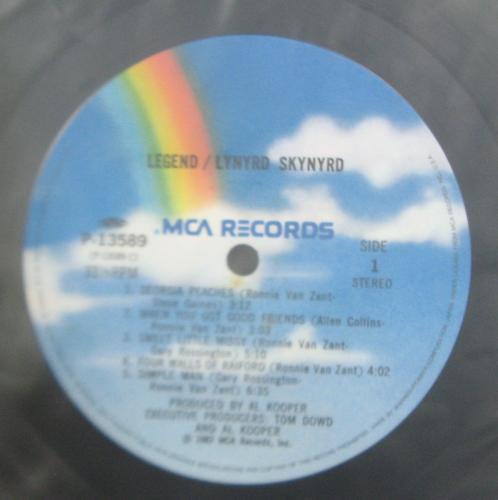 LEGEND / LYNYRD SKYNYRD
MCA RECORDS
P-13589
SIDE
1
33⅓ RPM
STEREO
1. GEORGIA PEACHES (Ronnie Van Zant-
Steve Gaines) 3:12
2. WHEN YOU GOT GOOD FRIENDS (Allen Collins-
Ronnie Van Zant) 3:03
3. SWEET LITTLE MISSY (Ronnie Van Zant-
Gary Rossington) 5:10
4. FOUR WALLS OF RAIFORD (Ronnie Van Zant) 4:02
5. SIMPLE MAN (Gary Rossington-
Ronnie Van Zant) 6:35
PRODUCED BY AL KOOPER
EXECUTIVE PRODUCERS: TOM DOWD
AND AL KOOPER
MCA Records, Inc.